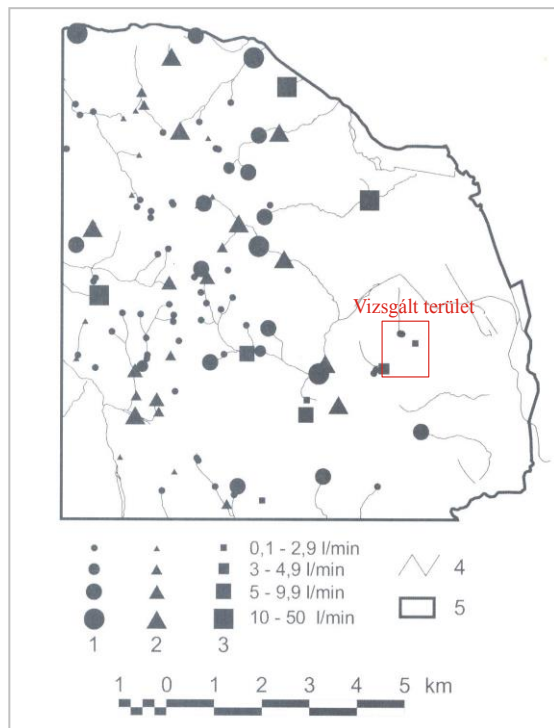 Vizsgált terület
0,1 - 2,9 l/min
3 - 4,9 l/min
5 - 9,9 l/min
10 - 50 l/min
1 2 3
4
5
1 0 1 2 3 4 5 km